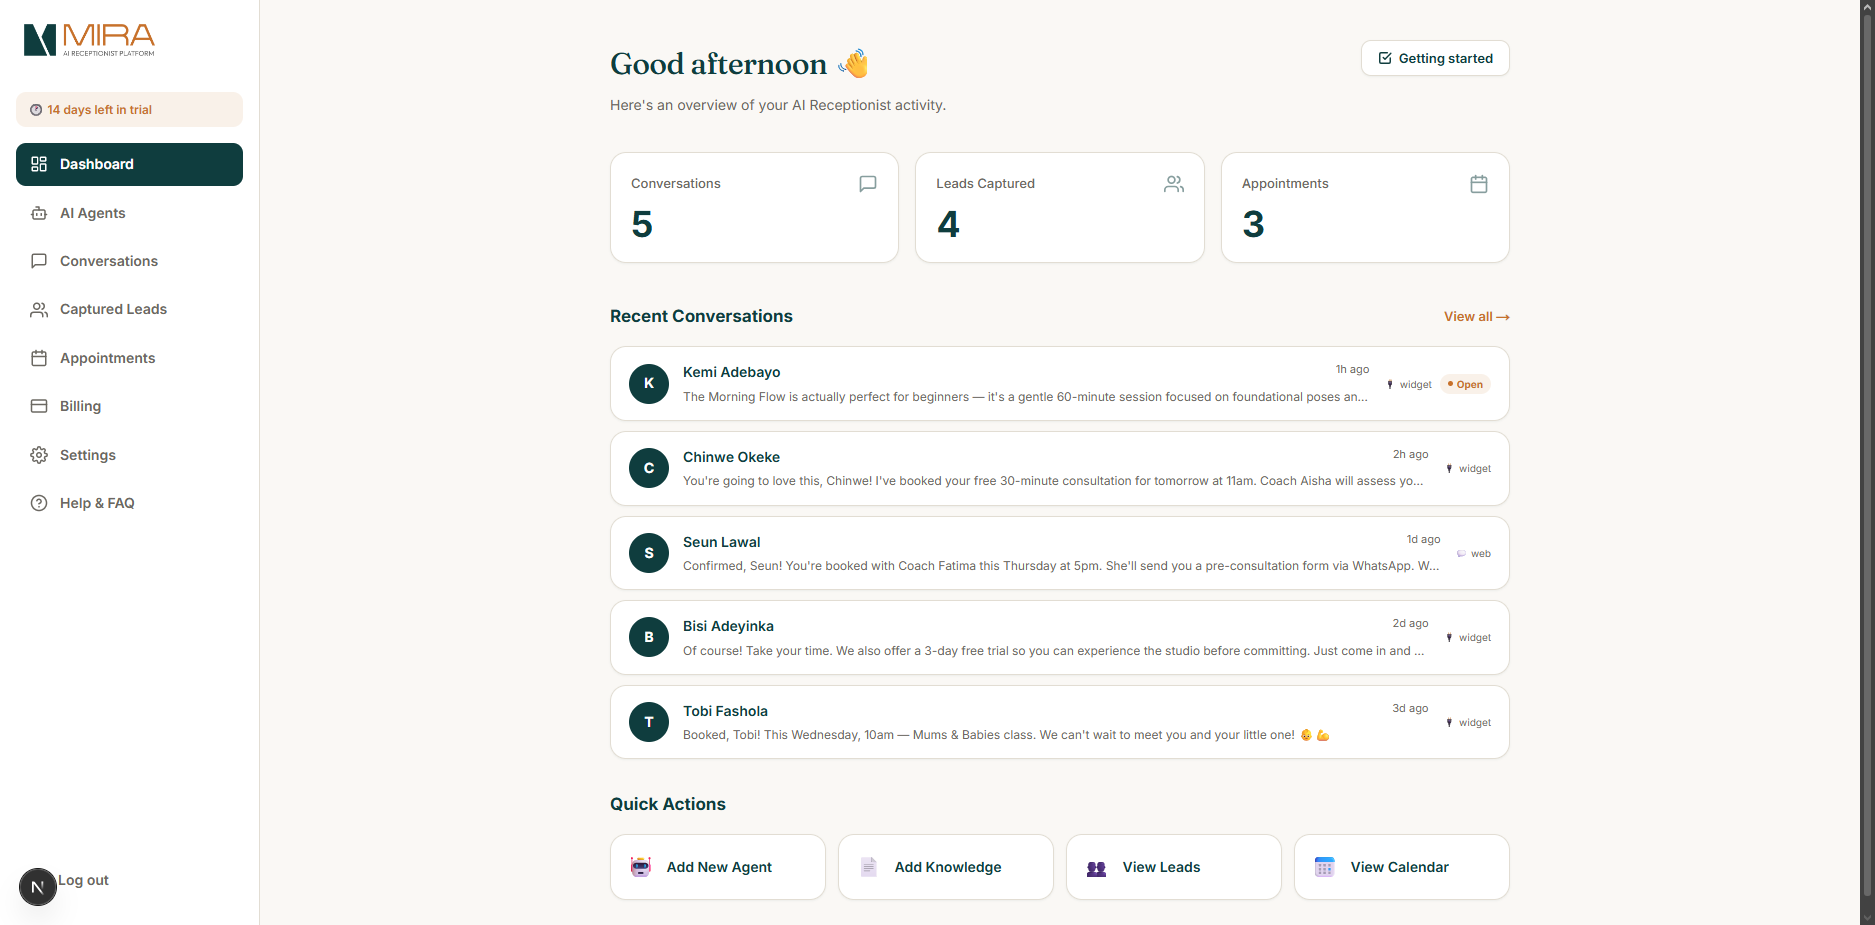 MIRA
AI RECEPTIONIST PLATFORM
14 days left in trial
Dashboard
AI Agents
Conversations
Captured Leads
Appointments
Billing
Settings
Help & FAQ
N
Log out
Good afternoon 👋
Getting started
Here's an overview of your AI Receptionist activity.
Conversations
5
Leads Captured
4
Appointments
3
Recent Conversations
View all →
K
Kemi Adebayo
1h ago
The Morning Flow is actually perfect for beginners — it's a gentle 60-minute session focused on foundational poses an...
widget
Open
C
Chinwe Okeke
2h ago
You're going to love this, Chinwe! I've booked your free 30-minute consultation for tomorrow at 11am. Coach Aisha will assess yo...
widget
S
Seun Lawal
1d ago
Confirmed, Seun! You're booked with Coach Fatima this Thursday at 5pm. She'll send you a pre-consultation form via WhatsApp. W...
web
B
Bisi Adeyinka
2d ago
Of course! Take your time. We also offer a 3-day free trial so you can experience the studio before committing. Just come in and ...
widget
T
Tobi Fashola
3d ago
Booked, Tobi! This Wednesday, 10am — Mums & Babies class. We can't wait to meet you and your little one! 👶 💪
widget
Quick Actions
Add New Agent
Add Knowledge
View Leads
View Calendar